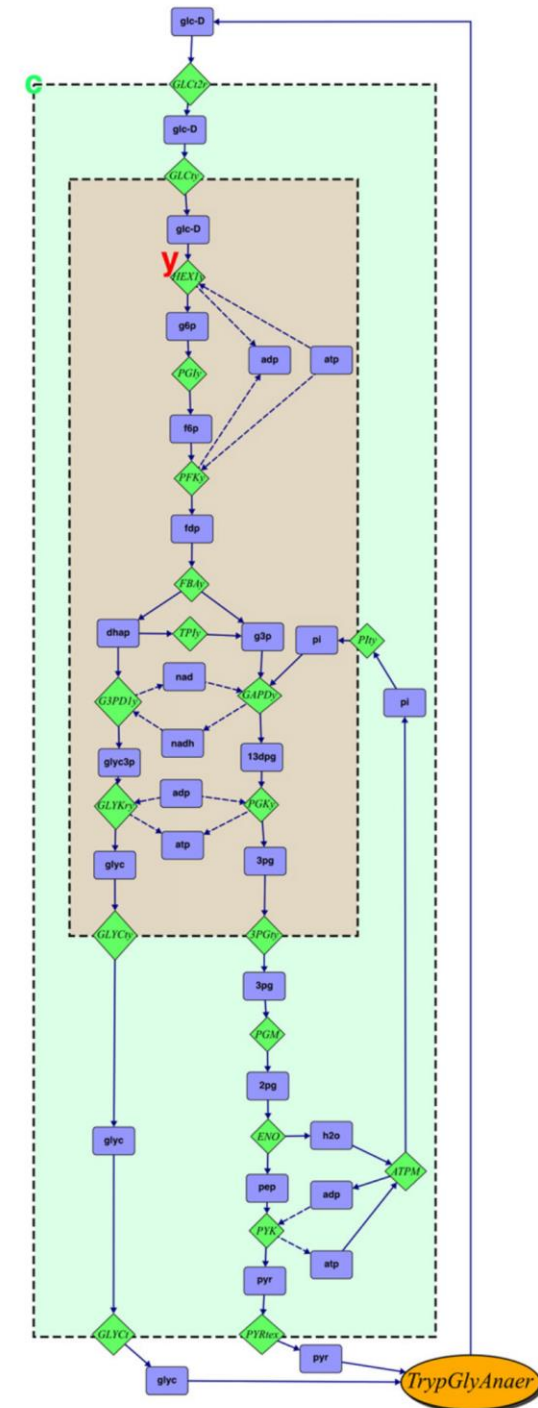 glc-D
GLCt2r
c
glc-D
GLCty
glc-D
y
HEX1y
g6p
adp
atp
PGIy
f6p
PFKy
fdp
FBAy
dhap
TPIy
g3p
pi
PIty
nad
G3PD1y
GAPDy
pi
nadh
glyc3p
13dpg
adp
GLYKry
PGKy
atp
glyc
3pg
GLYCty
3PGty
3pg
PGM
2pg
glyc
ENO
h2o
ATPM
pep
adp
PYK
atp
pyr
GLYCt
PYRtex
pyr
glyc
TrypGlyAnaer